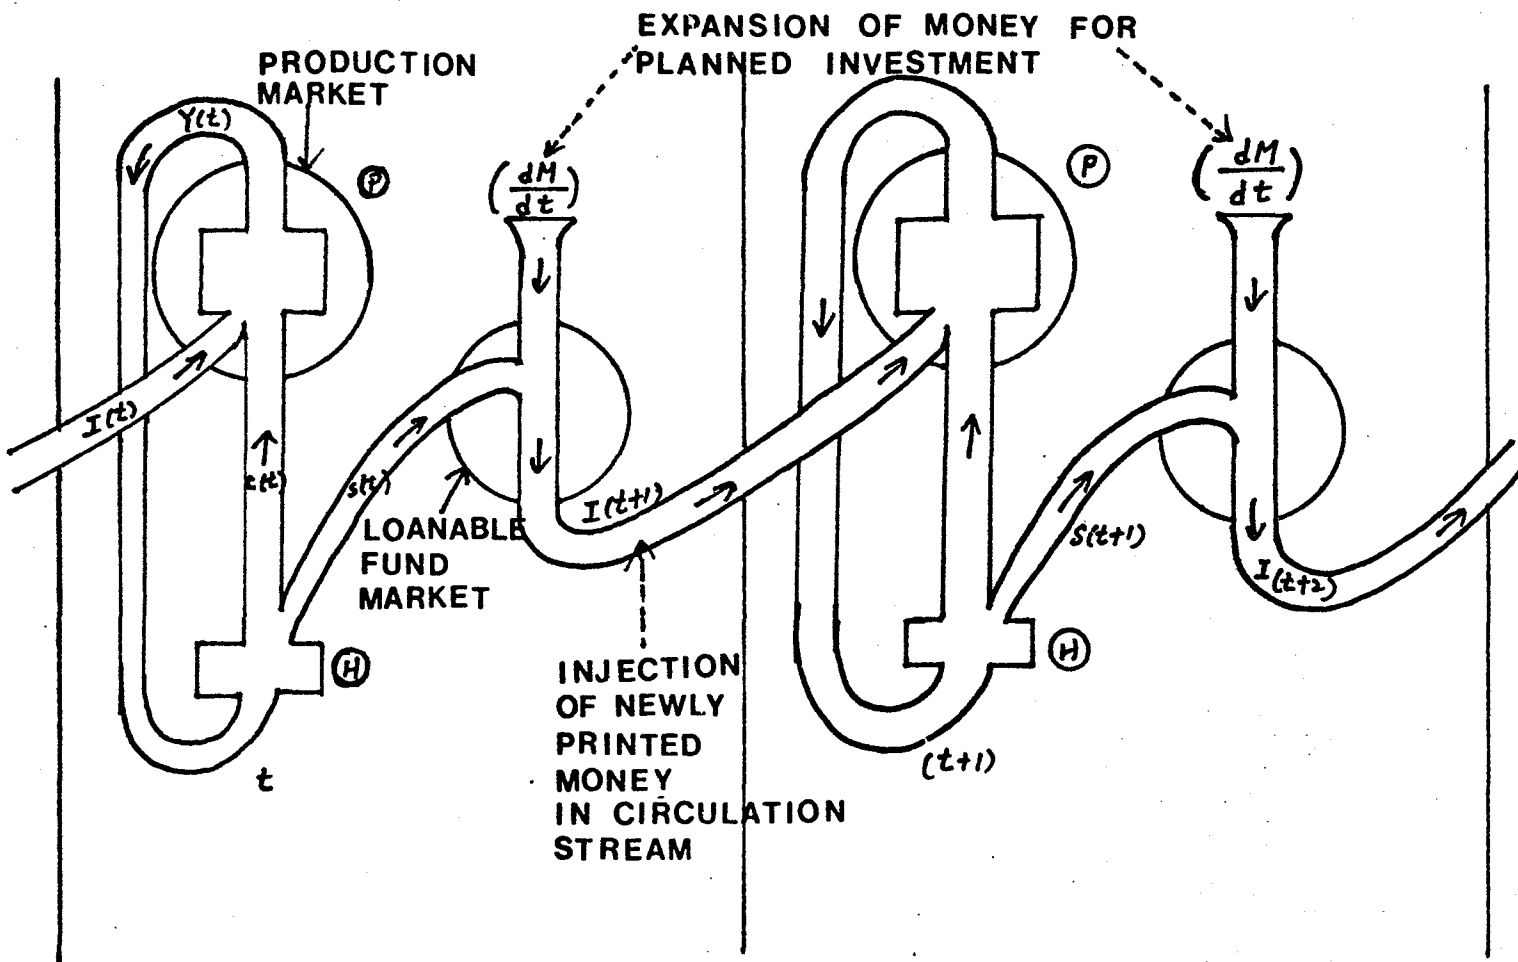 EXPANSION OF MONEY FOR
PLANNED INVESTMENT
PRODUCTION
MARKET
Y(t)
P
(dM/dt)
P
(dM/dt)
I(t)
c(t)
s(t)
LOANABLE
FUND
MARKET
I(t+1)
S(t+1)
I(t+2)
H
H
INJECTION
OF NEWLY
PRINTED
MONEY
IN CIRCULATION
STREAM
t
(t+1)